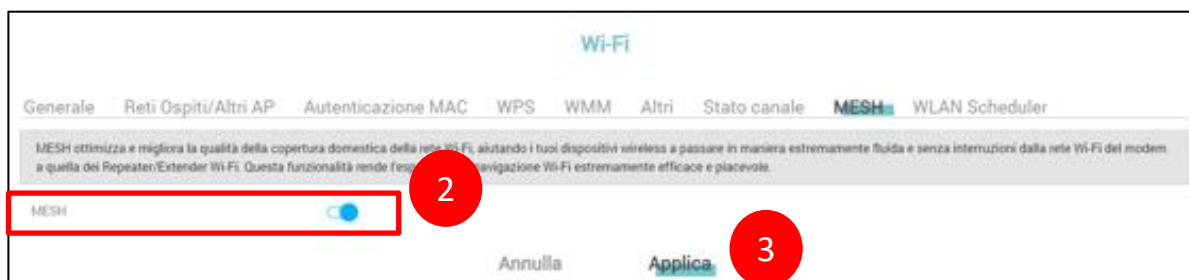 Wi-Fi
Generale Reti Ospiti/Altri AP Autenticazione MAC WPS WMM Altri Stato canale MESH WLAN Scheduler
MESH ottimizza e migliora la qualità della copertura domestica della rete Wi-Fi, aiutando i tuoi dispositivi wireless a passare in maniera estremamente fluida e senza interruzioni dalla rete Wi-Fi del modem
a quella dei Repeater/Extender Wi-Fi. Questa funzionalità rende navigazione Wi-Fi estremamente efficace e piacevole.
2
MESH
3
Annulla Applica